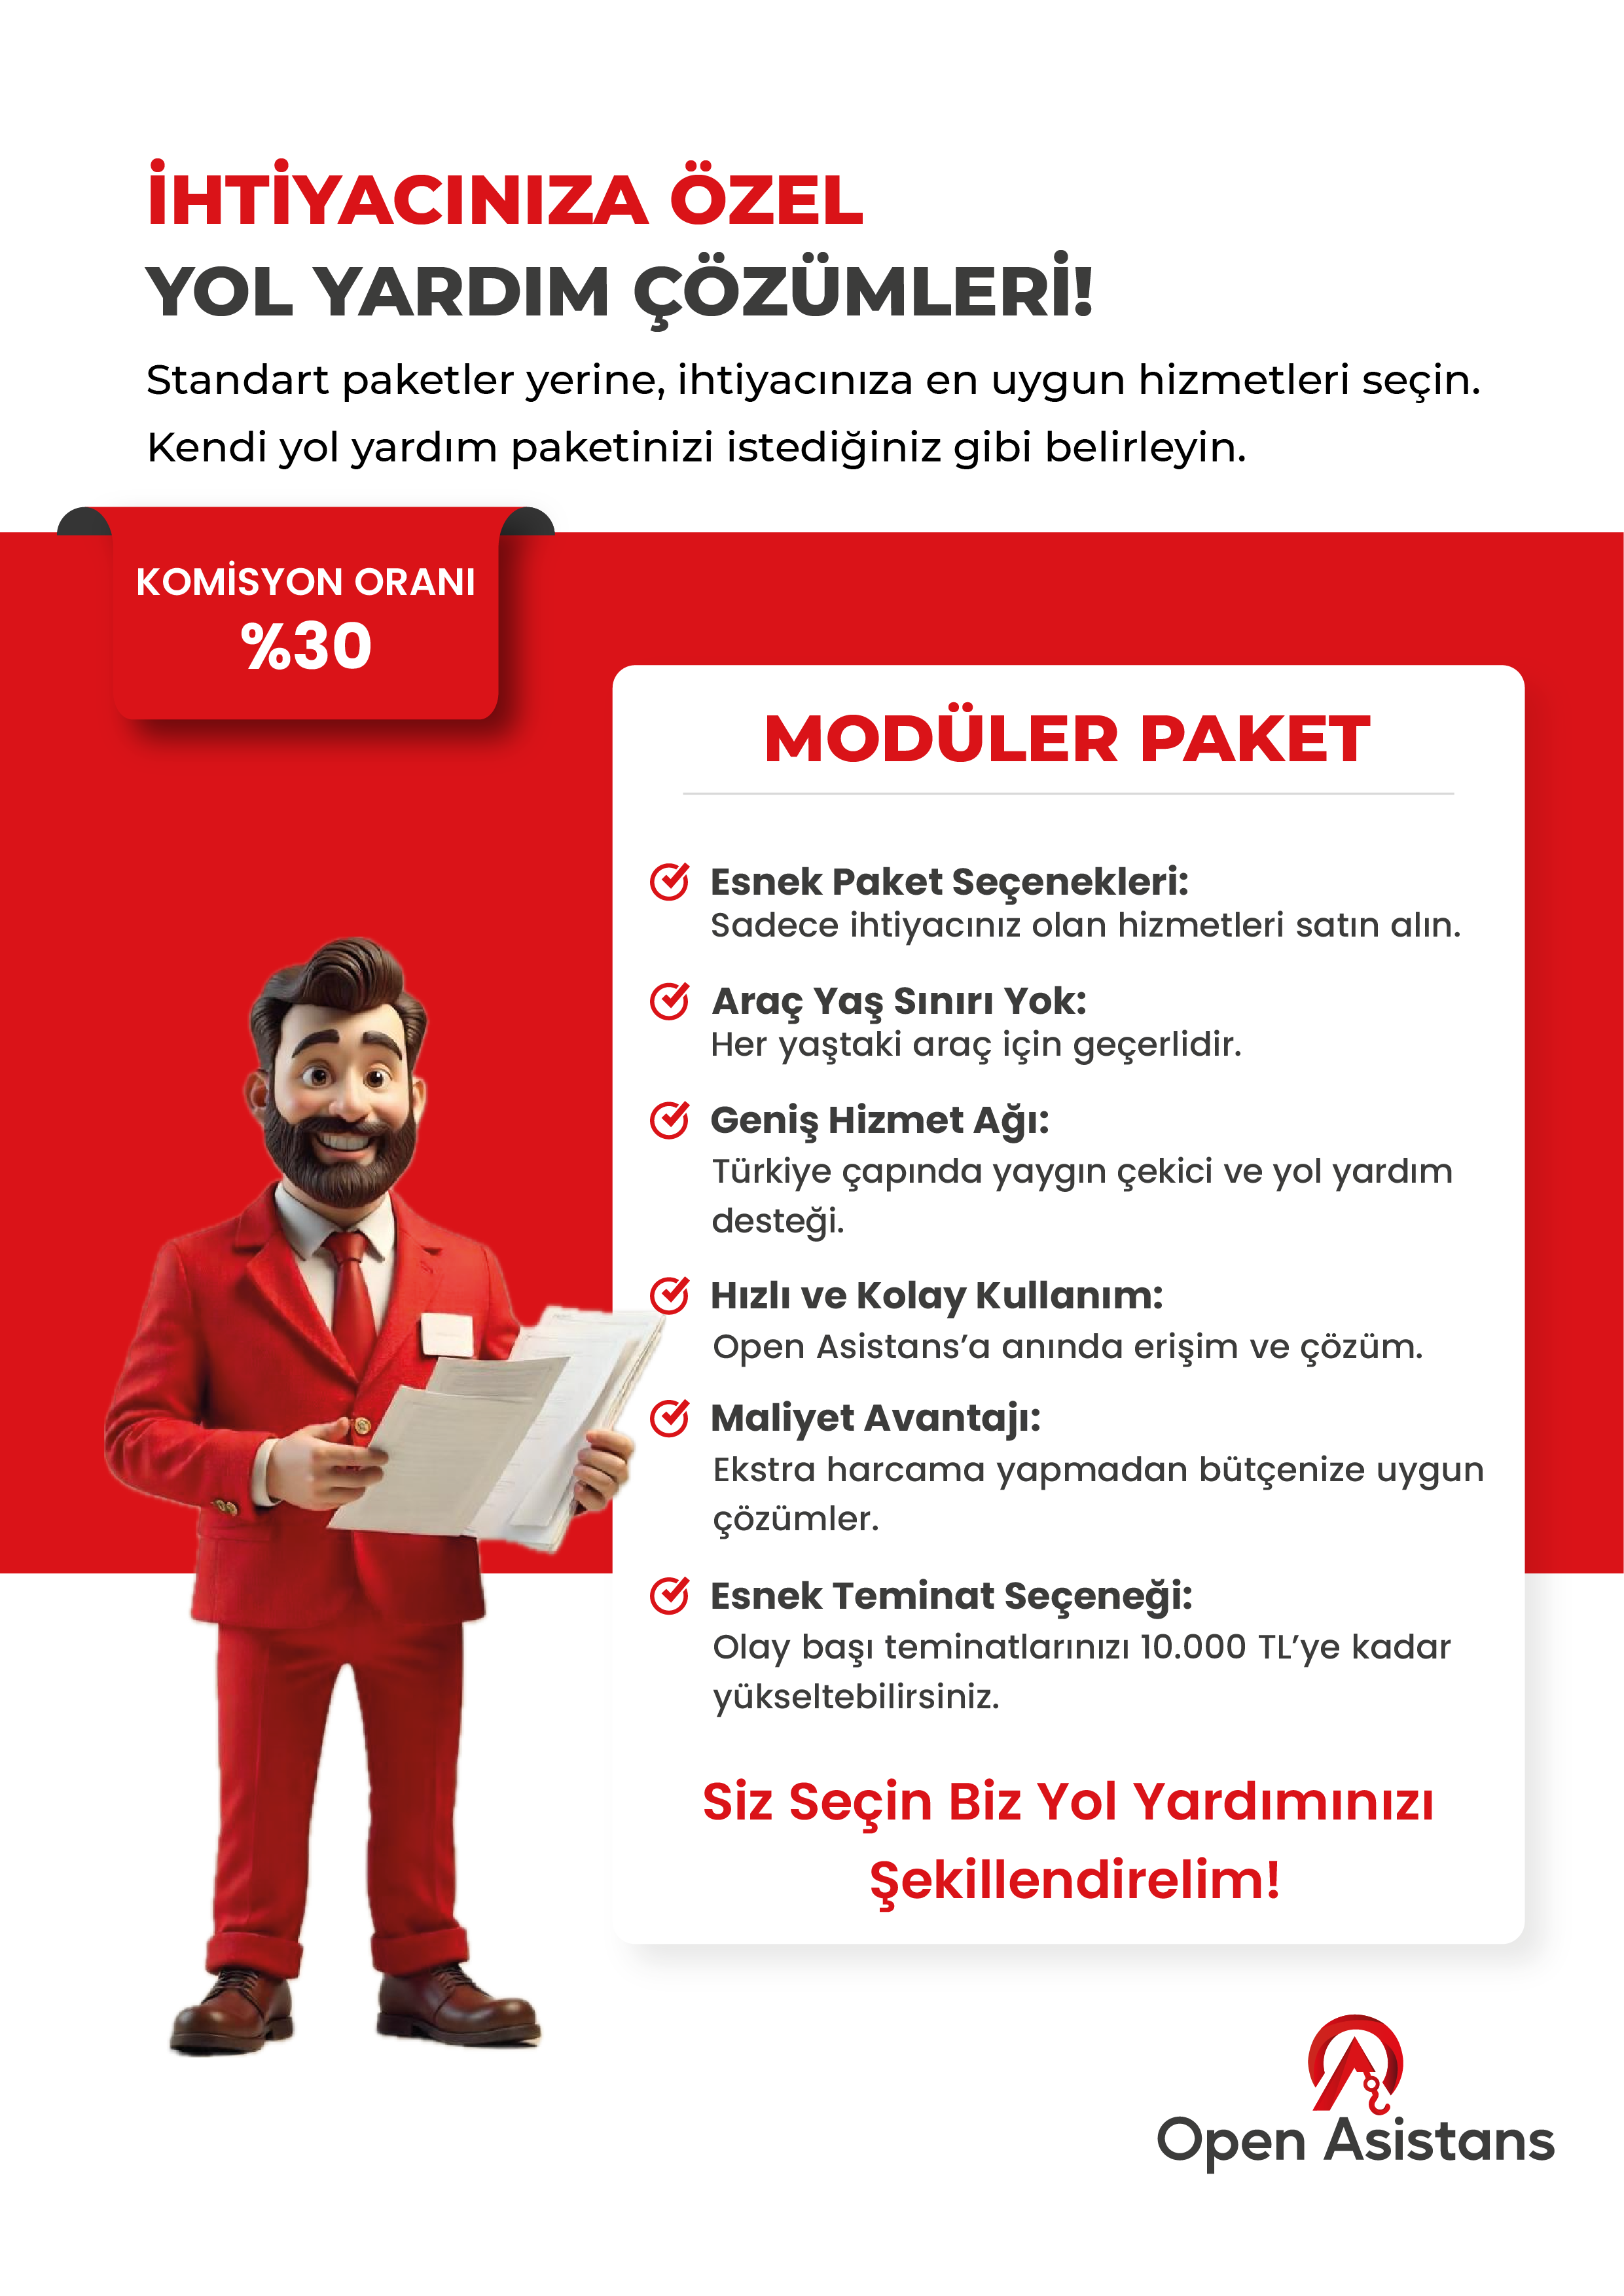 İHTİYACINIZA ÖZEL
YOL YARDIM ÇÖZÜMLERİ!
Standart paketler yerine, ihtiyacınıza en uygun hizmetleri seçin.
Kendi yol yardım paketinizi istediğiniz gibi belirleyin.
KOMİSYON ORANI
%30
MODÜLER PAKET
Esnek Paket Seçenekleri:
Sadece ihtiyacınız olan hizmetleri satın alın.
Araç Yaş Sınırı Yok:
Her yaştaki araç için geçerlidir.
Geniş Hizmet Ağı:
Türkiye çapında yaygın çekici ve yol yardım
desteği.
Hızlı ve Kolay Kullanım:
Open Asistans’a anında erişim ve çözüm.
Maliyet Avantajı:
Ekstra harcama yapmadan bütçenize uygun
çözümler.
Esnek Teminat Seçeneği:
Olay başı teminatlarınızı 10.000 TL’ye kadar
yükseltebilirsiniz.
Siz Seçin Biz Yol Yardımınızı
Şekillendirelim!
Open Asistans